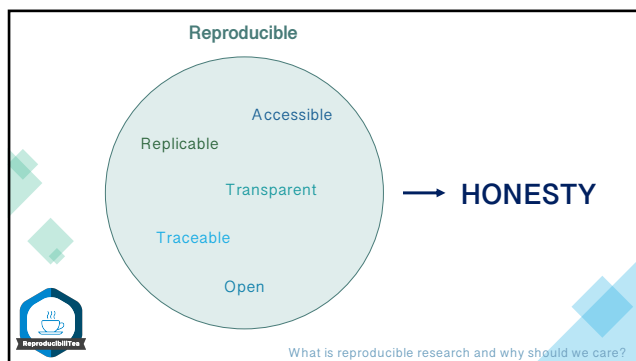 Reproducible
Accessible
Replicable
Transparent
HONESTY
Traceable
Open
ReproducibiliTea
What is reproducible research and why should we care?